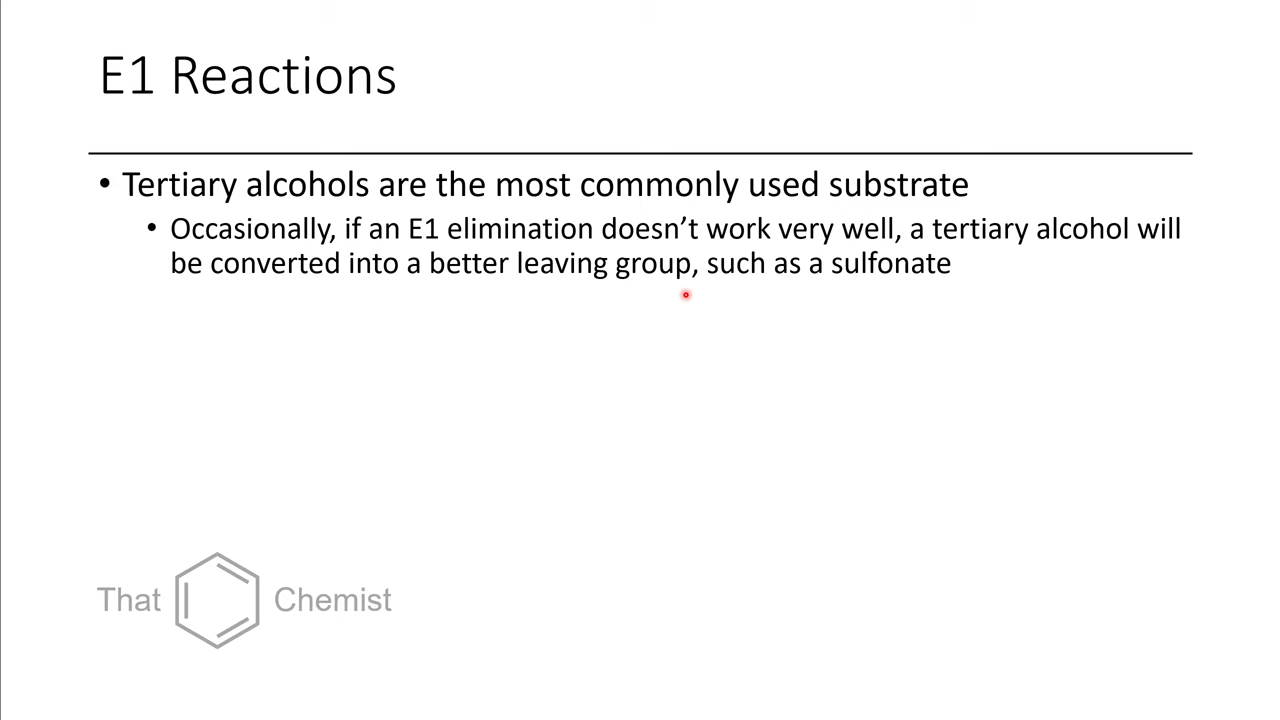 E1 Reactions
• Tertiary alcohols are the most commonly used substrate
• Occasionally, if an E1 elimination doesn’t work very well, a tertiary alcohol will
be converted into a better leaving group, such as a sulfonate
That Chemist